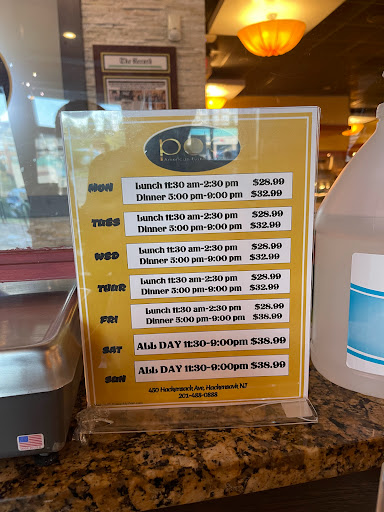 The Record
MON
Lunch 11:30 am-2:30 pm $28.99
Dinner 5:00 pm-9:00 pm $32.99
TUES
Lunch 11:30 am-2:30 pm $28.99
Dinner 5:00 pm-9:00 pm $32.99
WED
Lunch 11:30 am-2:30 pm $28.99
Dinner 5:00 pm-9:00 pm $32.99
THUR
Lunch 11:30 am-2:30 pm $28.99
Dinner 5:00 pm-9:00 pm $32.99
FRI
Lunch 11:30 am-2:30 pm $28.99
Dinner 5:00 pm-9:00 pm $38.99
SAT
ALL DAY 11:30-9:00pm $38.99
SUN
ALL DAY 11:30-9:00pm $38.99
450 Hackensack Ave, Hackensack NJ
201-488-0888